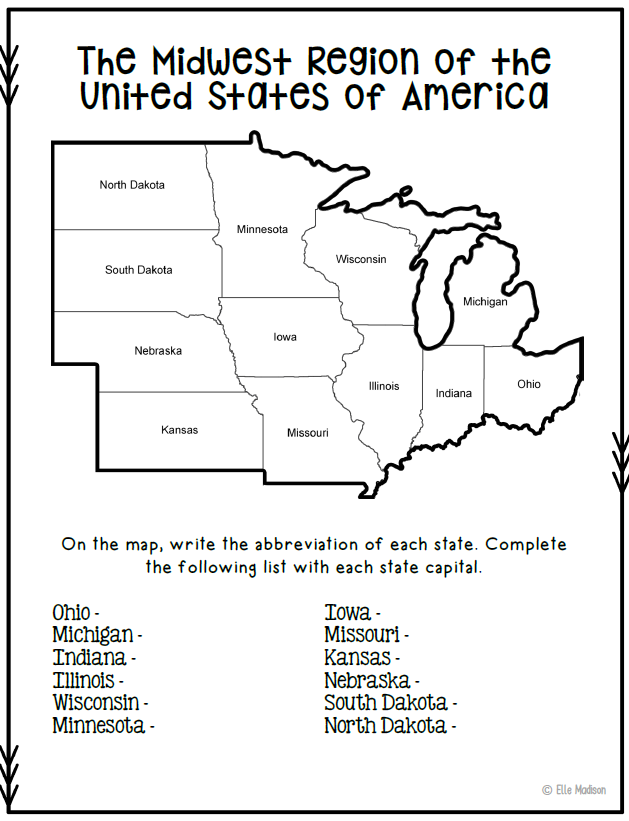 The Midwest Region of the
United States of America
North Dakota
Minnesota
Wisconsin
South Dakota
Michigan
Iowa
Nebraska
Illinois
Ohio
Indiana
Kansas
Missouri
On the map, write the abbreviation of each state. Complete
the following list with each state capital.
Ohio -
Michigan -
Indiana -
Illinois -
Wisconsin -
Minnesota -
Iowa -
Missouri -
Kansas -
Nebraska -
South Dakota -
North Dakota -
© Elle Madison